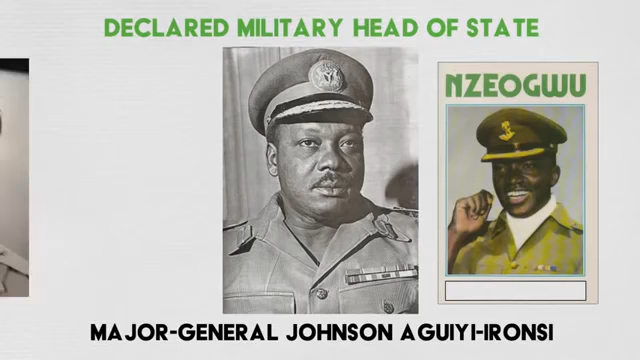 DECLARED MILITARY HEAD OF STATE
NZEOGWU
MAJOR-GENERAL JOHNSON AGUIYI-IRONSI